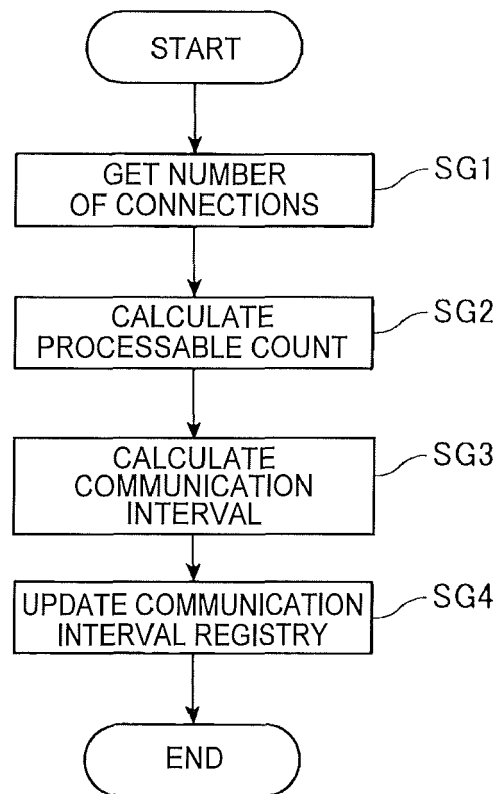 START
GET NUMBER
OF CONNECTIONS
SG1
CALCULATE
PROCESSABLE COUNT
SG2
CALCULATE
COMMUNICATION
INTERVAL
SG3
UPDATE COMMUNICATION
INTERVAL REGISTRY
SG4
END